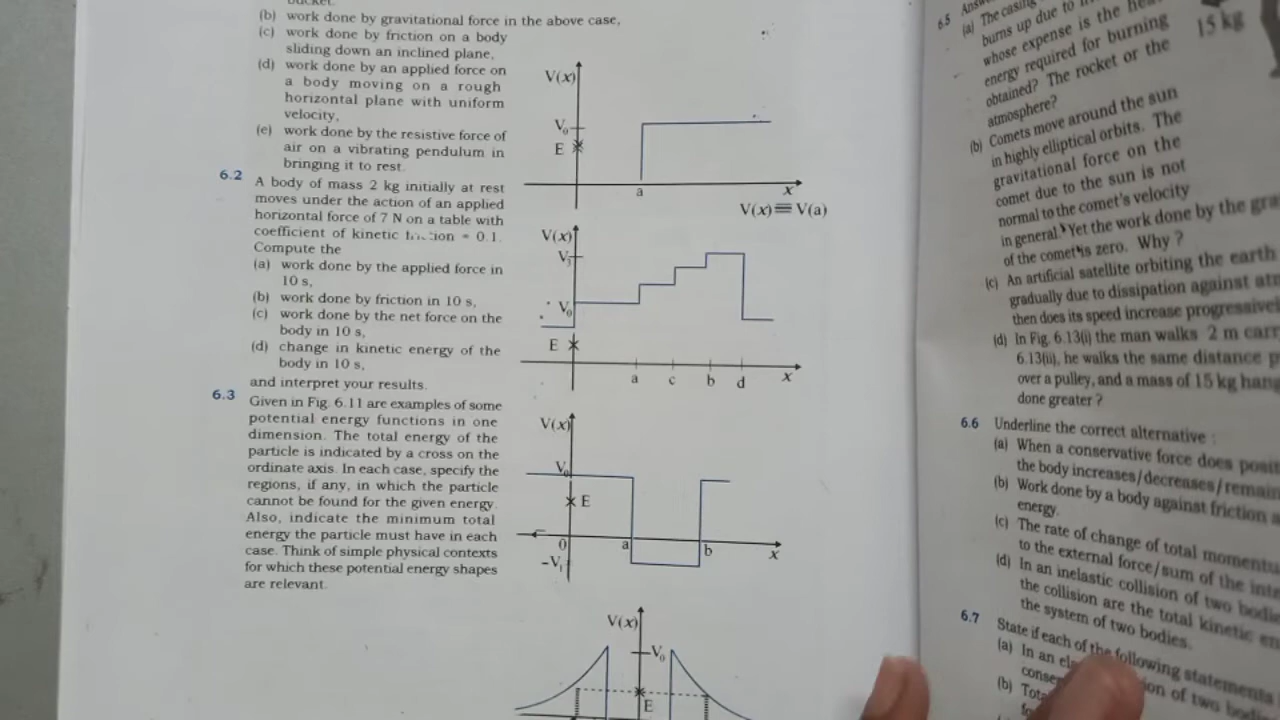 bucket.
(b) work done by gravitational force in the above case,
(c) work done by friction on a body
sliding down an inclined plane,
(d) work done by an applied force on
a body moving on a rough
horizontal plane with uniform
velocity,
(e) work done by the resistive force of
air on a vibrating pendulum in
bringing it to rest.
6.2
A body of mass 2 kg initially at rest
moves under the action of an applied
horizontal force of 7 N on a table with
coefficient of kinetic = 0.1.
Compute the
(a) work done by the applied force in
10 s,
(b) work done by friction in 10 s,
(c) work done by the net force on the
body in 10 s,
(d) change in kinetic energy of the
body in 10 s,
and interpret your results.
6.3
Given in Fig. 6.11 are examples of some
potential energy functions in one
dimension. The total energy of the
particle is indicated by a cross on the
ordinate axis. In each case, specify the
regions, if any, in which the particle
cannot be found for the given energy.
Also, indicate the minimum total
energy the particle must have in each
case. Think of simple physical contexts
for which these potential energy shapes
are relevant.
V(x)
V₀
E
a
x
V(x)≡V(a)
V(x)
V₀
E
a c b d x
V(x)
V₀
E
0 a b x
-V₁
V(x)
V₀
E
6.5
(a) The casing
burns up due to
whose expense is the
energy required for burning
obtained? The rocket or the
atmosphere?
15 kg
(b) Comets move around the sun
in highly elliptical orbits. The
gravitational force on the
comet due to the sun is not
normal to the comet's velocity
in general. Yet the work done by the
of the comet is zero. Why ?
(c) An artificial satellite orbiting the earth
gradually due to dissipation against
then does its speed increase
(d) In Fig. 6.13(i) the man walks 2 m
6.13(ii), he walks the same distance
over a pulley, and a mass of 15 kg
done greater ?
6.6 Underline the correct alternative :
(a) When a conservative force does
the body increases/decreases/
(b) Work done by a body against friction
energy.
(c) The rate of change of total
to the external force/sum of the
(d) In an inelastic collision of two
the collision are the total kinetic
the system of two bodies.
6.7 State if each of the following statements
(a) In an of two
(b)